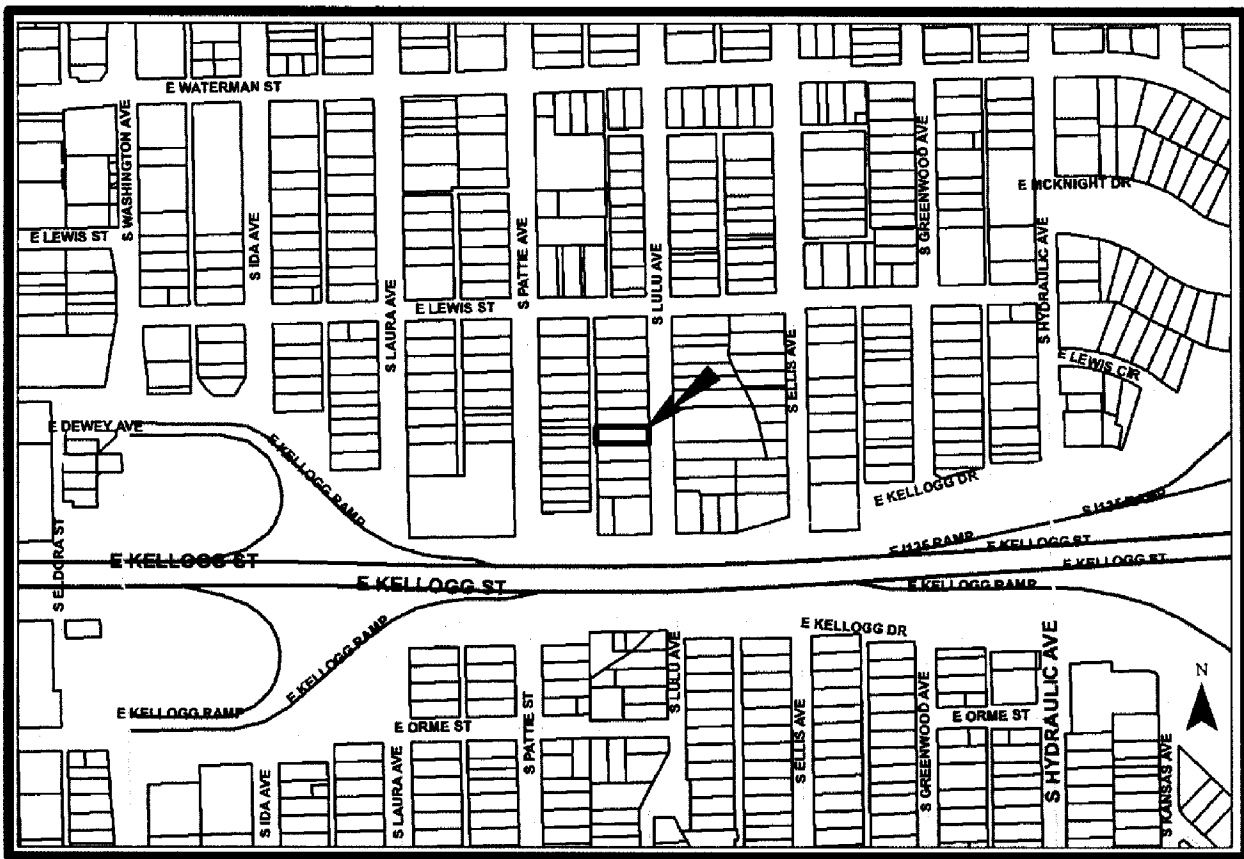 E WATERMAN ST
S WASHINGTON AVE
S GREENWOOD AVE
E MCKNIGHT DR
E LEWIS ST
S IDA AVE
S PATTIE AVE
S LULU AVE
S HYDRAULIC AVE
S LAURA AVE
E LEWIS ST
S ELLIS AVE
E LEWIS CIR
E DEWEY AVE
E KELLOGG RAMP
E KELLOGG DR
S I135 RAMP
E I135 RAMP
E KELLOGG ST
E KELLOGG ST
E KELLOGG ST
E KELLOGG ST
E KELLOGG RAMP
S ELDORA ST
E KELLOGG DR
E KELLOGG RAMP
S LULU AVE
S HYDRAULIC AVE
N
E KELLOGG RAMP
E ORME ST
S PATTIE ST
S ELLIS AVE
S GREENWOOD AVE
E ORME ST
S IDA AVE
S LAURA AVE
S KANSAS AVE